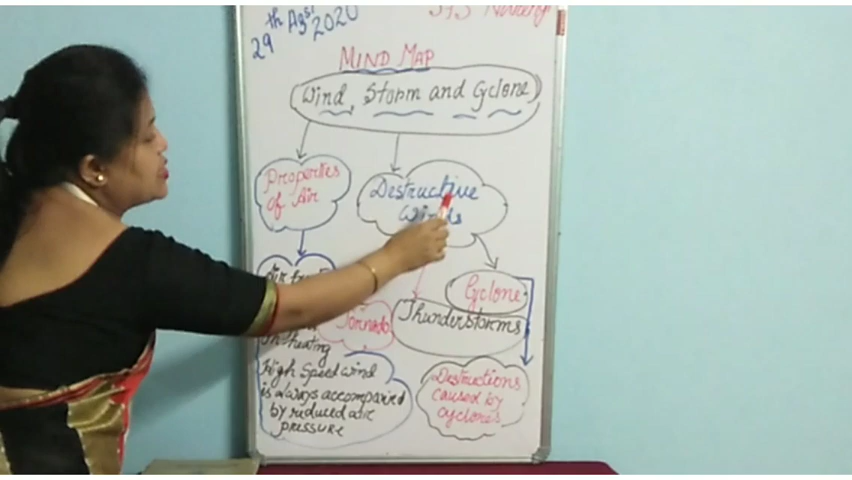 29th Agst 2020
MIND MAP
Wind, Storm and Cyclone
Properties
of Air
Destructive
Winds
Cyclone
Tornado
Thunderstorms
heating
High Speed wind
is always accompanied
by reduced air
pressure
Destructions
caused by
cyclones